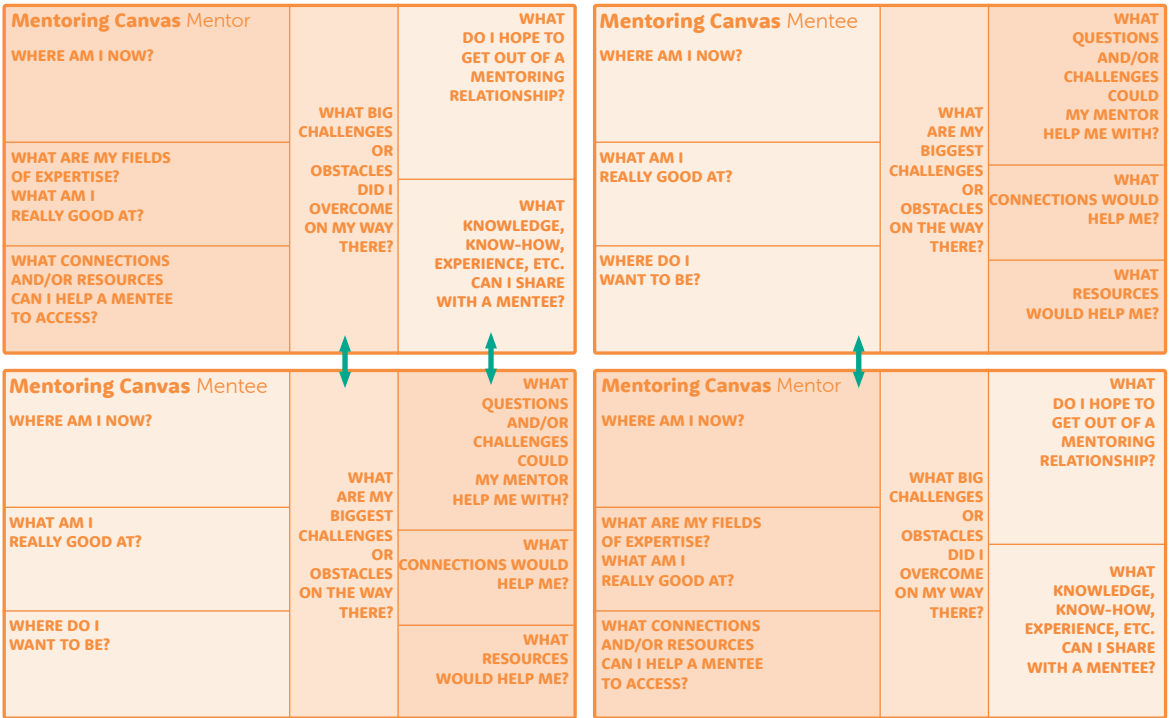 Mentoring Canvas Mentor
WHERE AM I NOW?
WHAT ARE MY FIELDS
OF EXPERTISE?
WHAT AM I
REALLY GOOD AT?
WHAT CONNECTIONS
AND/OR RESOURCES
CAN I HELP A MENTEE
TO ACCESS?
WHAT BIG
CHALLENGES
OR
OBSTACLES
DID I
OVERCOME
ON MY WAY
THERE?
WHAT
DO I HOPE TO
GET OUT OF A
MENTORING
RELATIONSHIP?
WHAT
KNOWLEDGE,
KNOW-HOW,
EXPERIENCE, ETC.
CAN I SHARE
WITH A MENTEE?
Mentoring Canvas Mentee
WHERE AM I NOW?
WHAT AM I
REALLY GOOD AT?
WHERE DO I
WANT TO BE?
WHAT
ARE MY
BIGGEST
CHALLENGES
OR
OBSTACLES
ON THE WAY
THERE?
WHAT
QUESTIONS
AND/OR
CHALLENGES
COULD
MY MENTOR
HELP ME WITH?
WHAT
CONNECTIONS WOULD
HELP ME?
WHAT
RESOURCES
WOULD HELP ME?
Mentoring Canvas Mentee
WHERE AM I NOW?
WHAT AM I
REALLY GOOD AT?
WHERE DO I
WANT TO BE?
WHAT
ARE MY
BIGGEST
CHALLENGES
OR
OBSTACLES
ON THE WAY
THERE?
WHAT
QUESTIONS
AND/OR
CHALLENGES
COULD
MY MENTOR
HELP ME WITH?
WHAT
CONNECTIONS WOULD
HELP ME?
WHAT
RESOURCES
WOULD HELP ME?
Mentoring Canvas Mentor
WHERE AM I NOW?
WHAT ARE MY FIELDS
OF EXPERTISE?
WHAT AM I
REALLY GOOD AT?
WHAT CONNECTIONS
AND/OR RESOURCES
CAN I HELP A MENTEE
TO ACCESS?
WHAT BIG
CHALLENGES
OR
OBSTACLES
DID I
OVERCOME
ON MY WAY
THERE?
WHAT
DO I HOPE TO
GET OUT OF A
MENTORING
RELATIONSHIP?
WHAT
KNOWLEDGE,
KNOW-HOW,
EXPERIENCE, ETC.
CAN I SHARE
WITH A MENTEE?